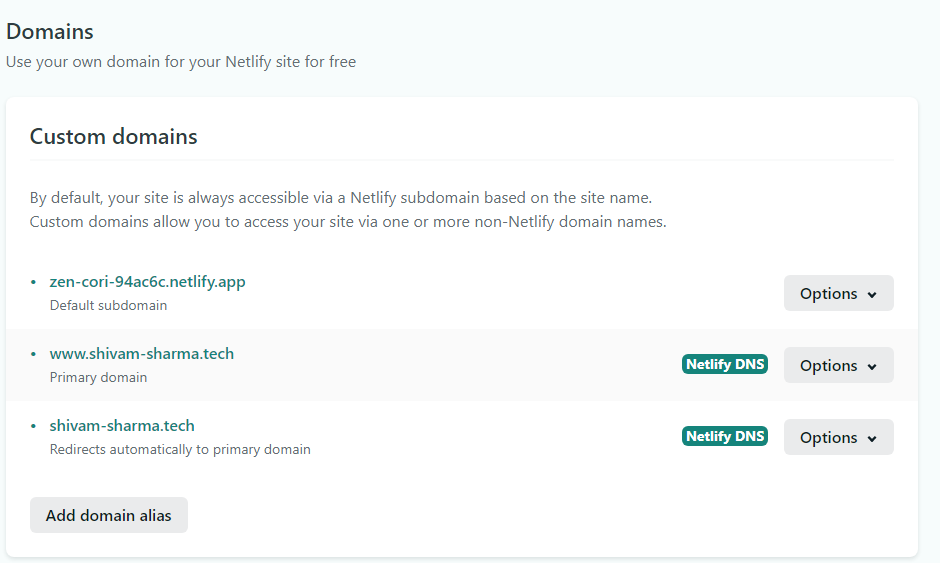 Domains
Use your own domain for your Netlify site for free
Custom domains
By default, your site is always accessible via a Netlify subdomain based on the site name.
Custom domains allow you to access your site via one or more non-Netlify domain names.
• zen-cori-94ac6c.netlify.app
Default subdomain
Options
• www.shivam-sharma.tech
Primary domain
Netlify DNS
Options
• shivam-sharma.tech
Redirects automatically to primary domain
Netlify DNS
Options
Add domain alias